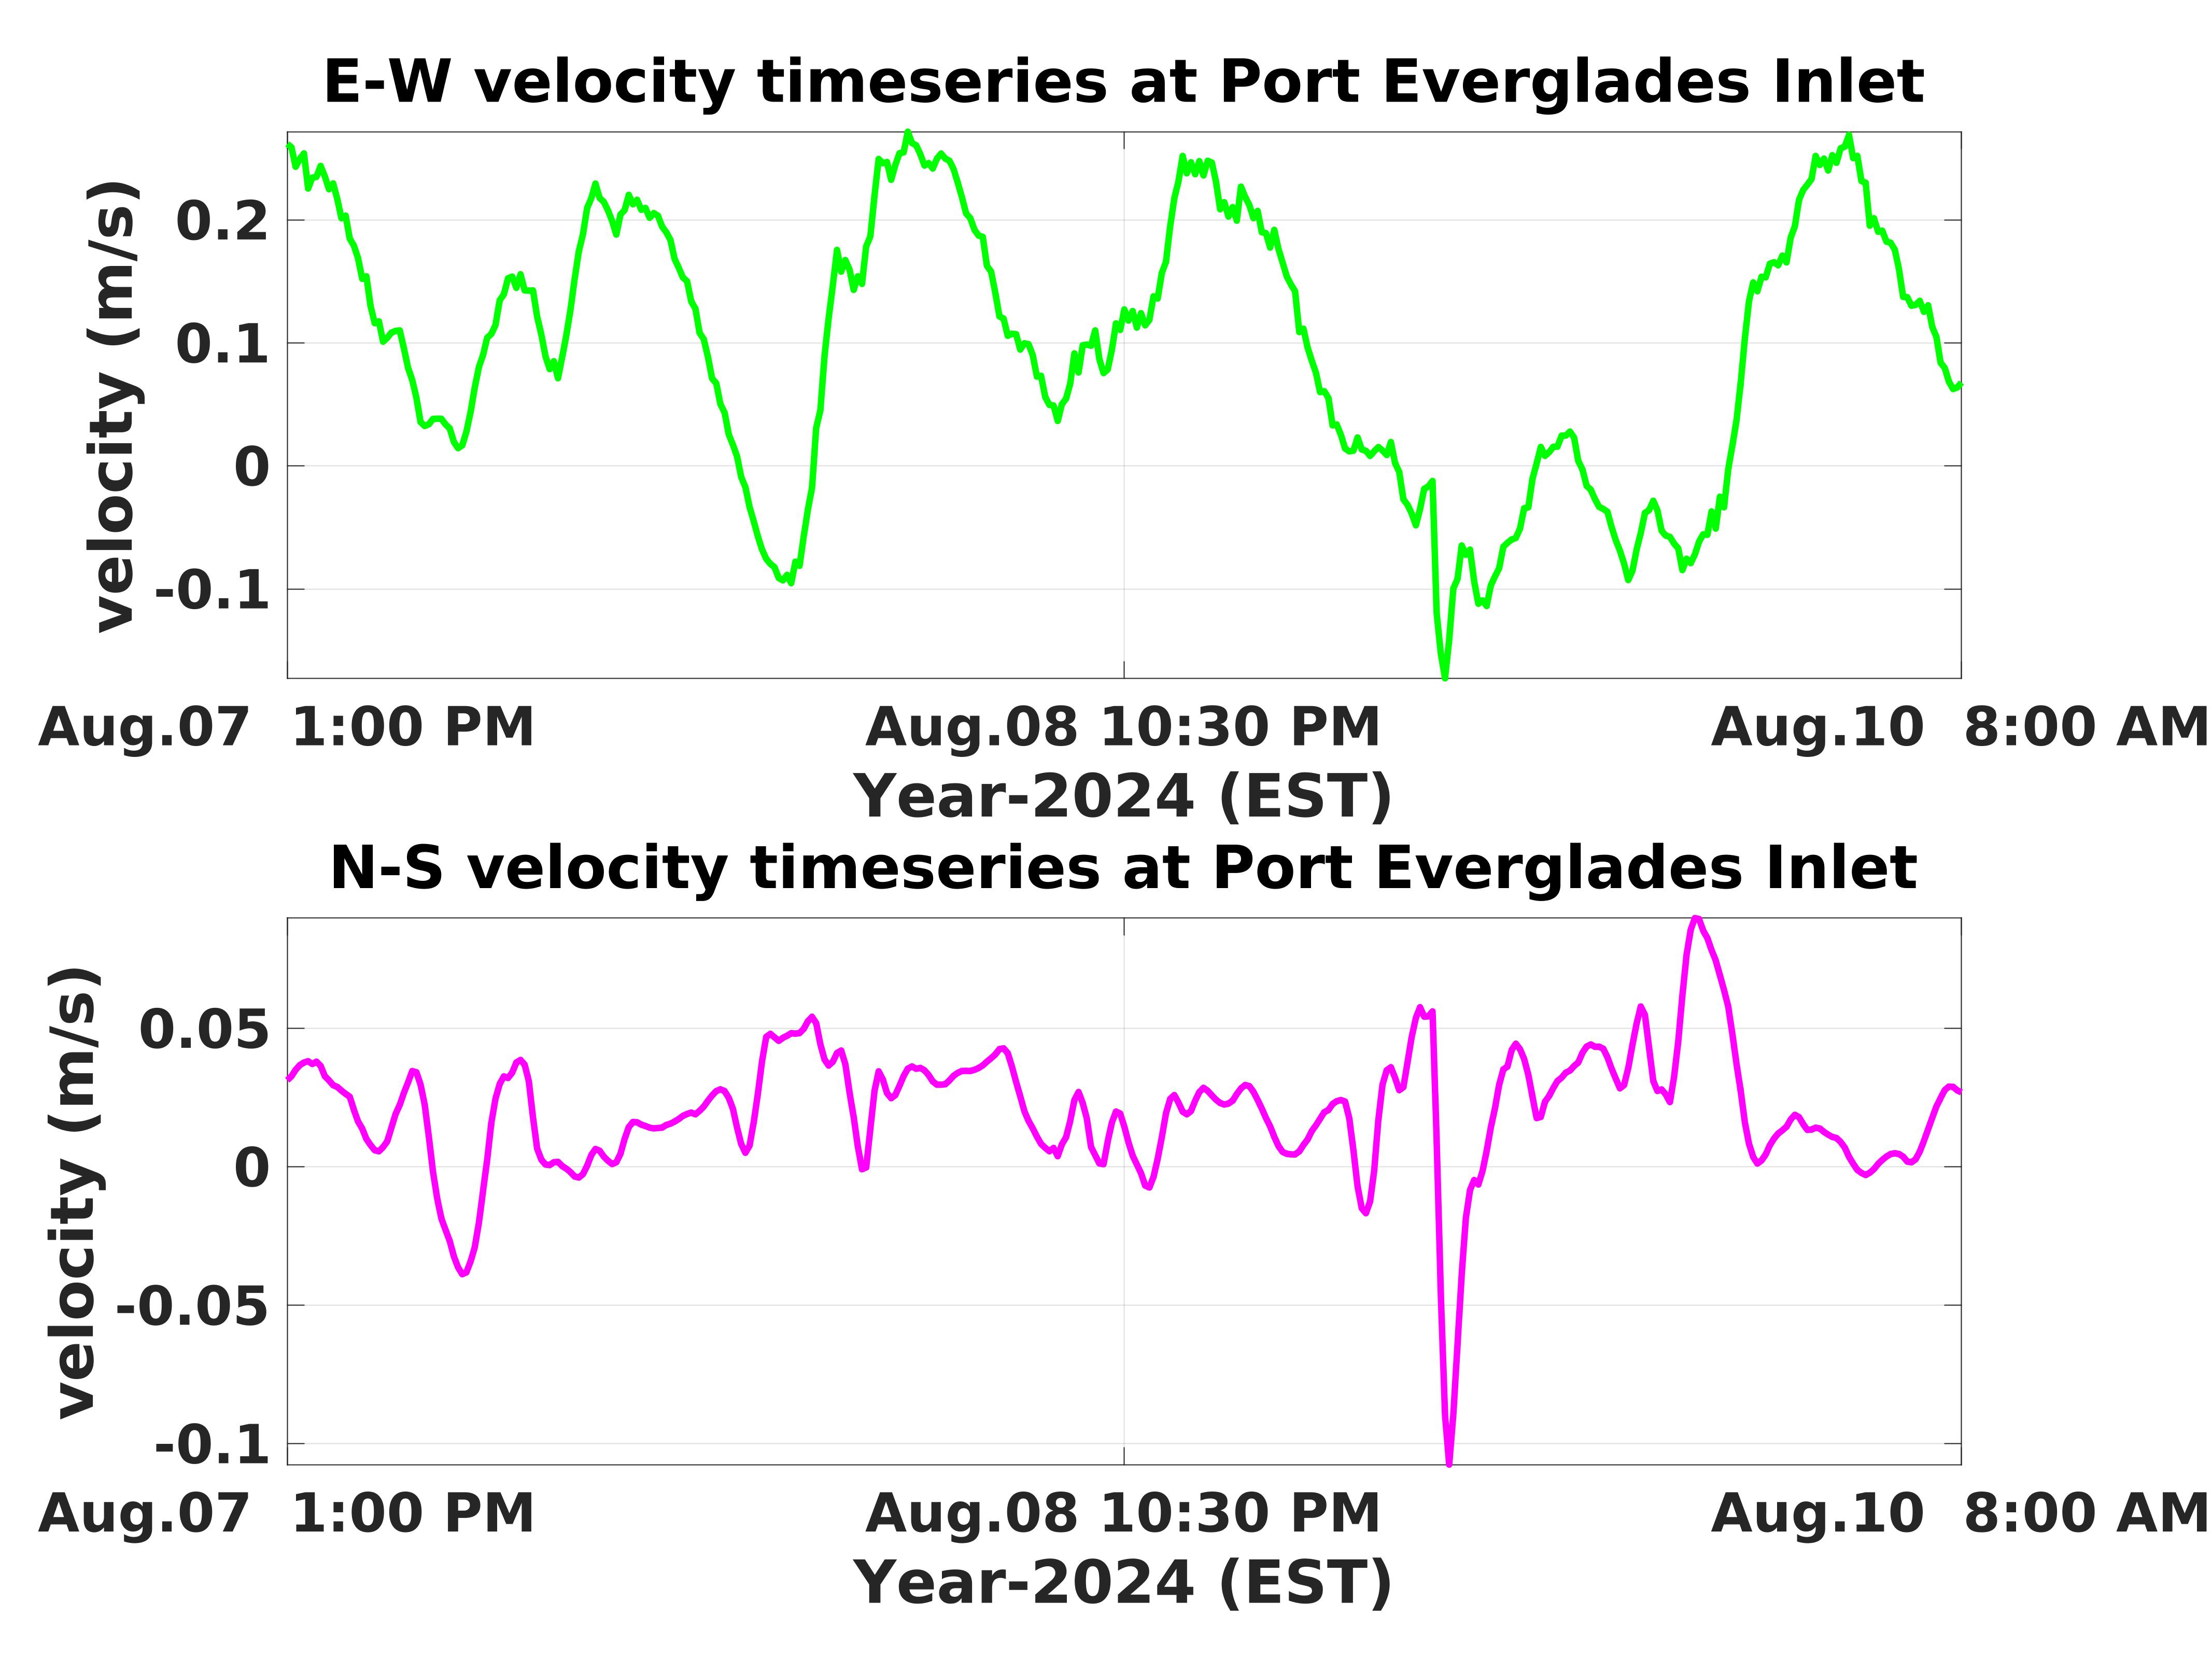 E-W velocity timeseries at Port Everglades Inlet
velocity (m/s)
0.2
0.1
0
-0.1
Aug.07 1:00 PM
Aug.08 10:30 PM
Aug.10 8:00 AM
Year-2024 (EST)
N-S velocity timeseries at Port Everglades Inlet
velocity (m/s)
0.05
0
-0.05
-0.1
Aug.07 1:00 PM
Aug.08 10:30 PM
Aug.10 8:00 AM
Year-2024 (EST)